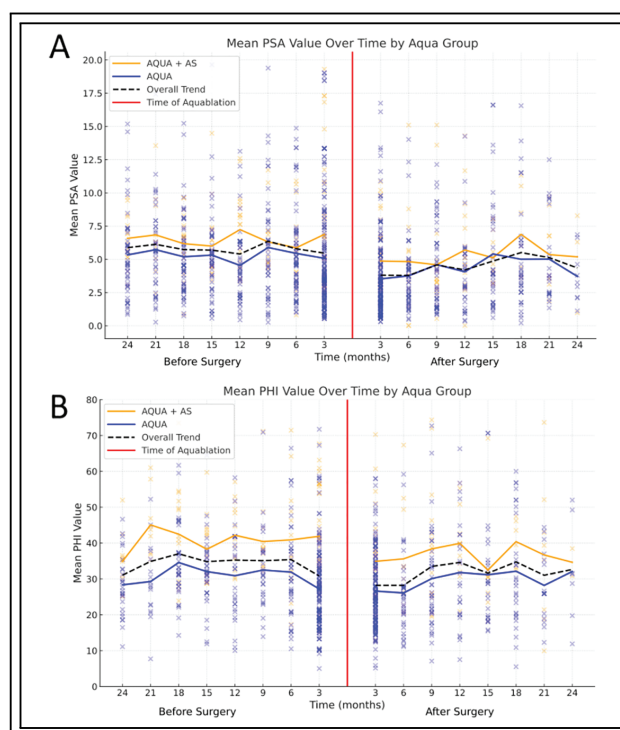 A
Mean PSA Value Over Time by Aqua Group
AQUA + AS
AQUA
Overall Trend
Time of Aquablation
Mean PSA Value
20.0
17.5
15.0
12.5
10.0
7.5
5.0
2.5
0.0
24 21 18 15 12 9 6 3 3 6 9 12 15 18 21 24
Before Surgery Time (months) After Surgery
B
Mean PHI Value Over Time by Aqua Group
AQUA + AS
AQUA
Overall Trend
Time of Aquablation
Mean PHI Value
80
70
60
50
40
30
20
10
0
24 21 18 15 12 9 6 3 3 6 9 12 15 18 21 24
Before Surgery Time (months) After Surgery